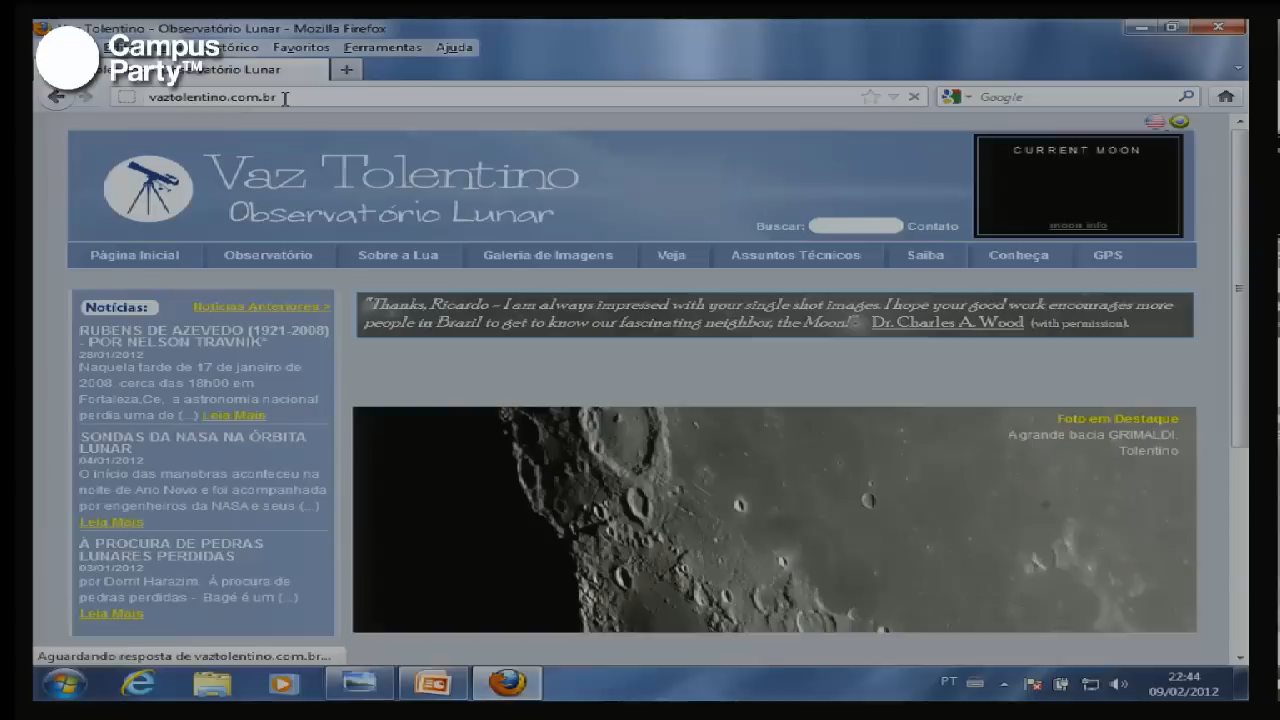 Vaz Tolentino - Observatório Lunar - Mozilla Firefox
Campus
Party™
Favoritos Ferramentas Ajuda
Lunar
vaztolentino.com.br
Google
CURRENT MOON
moon info
Vaz Tolentino
Observatório Lunar
Buscar: Contato
Página Inicial Observatório Sobre a Lua Galeria de Imagens Veja Assuntos Técnicos Saiba Conheça GPS
Notícias: Notícias Anteriores >
RUBENS DE AZEVEDO (1921-2008)
- POR NELSON TRAVNIK*
28/01/2012
Naquela tarde de 17 de janeiro de
2008, cerca das 18h00 em
Fortaleza,Ce, a astronomia nacional
perdia uma de (...) Leia Mais
SONDAS DA NASA NA ÓRBITA
LUNAR
04/01/2012
O início das manobras aconteceu na
noite de Ano Novo e foi acompanhada
por engenheiros da NASA e seus (...)
Leia Mais
À PROCURA DE PEDRAS
LUNARES PERDIDAS
03/01/2012
por Dorrit Harazim. À procura de
pedras perdidas - Bagé é um (...)
Leia Mais
"Thanks, Ricardo - I am always impressed with your single shot images. I hope your good work encourages more
people in Brazil to get to know our fascinating neighbor, the Moon!" Dr. Charles A. Wood (with permission).
Foto em Destaque
A grande bacia GRIMALDI.
Tolentino
Aguardando resposta de vaztolentino.com.br...
PT
22:44
09/02/2012